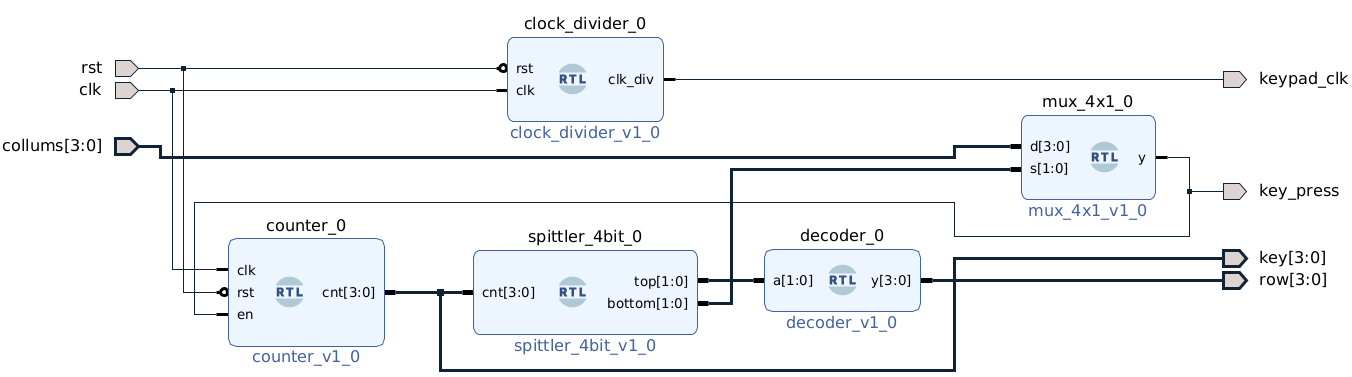 clock_divider_0
rst
clk
rst
clk
RTL
clk_div
clock_divider_v1_0
keypad_clk
collums[3:0]
mux_4x1_0
d[3:0]
s[1:0]
RTL
y
mux_4x1_v1_0
key_press
counter_0
clk
rst
en
RTL
cnt[3:0]
counter_v1_0
spittler_4bit_0
cnt[3:0]
RTL
top[1:0]
bottom[1:0]
spittler_4bit_v1_0
decoder_0
a[1:0]
RTL
y[3:0]
decoder_v1_0
key[3:0]
row[3:0]